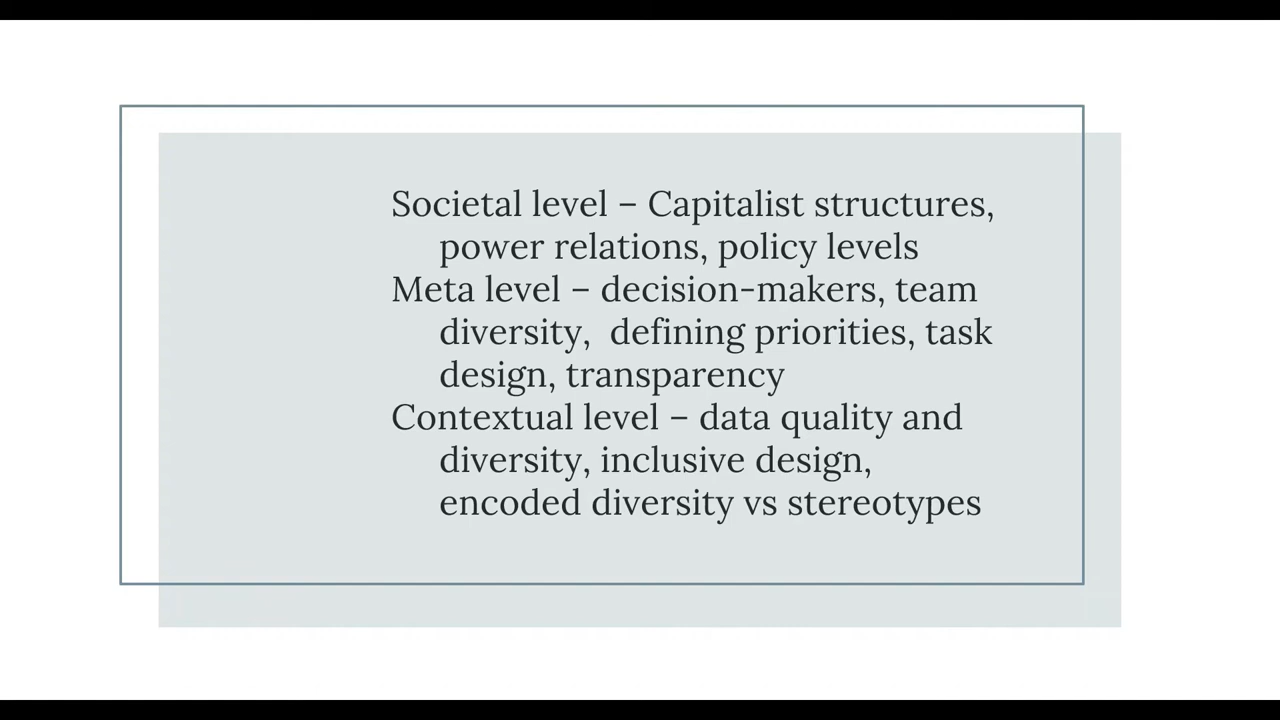 Societal level – Capitalist structures,
power relations, policy levels
Meta level – decision-makers, team
diversity,  defining priorities, task
design, transparency
Contextual level – data quality and
diversity, inclusive design,
encoded diversity vs stereotypes